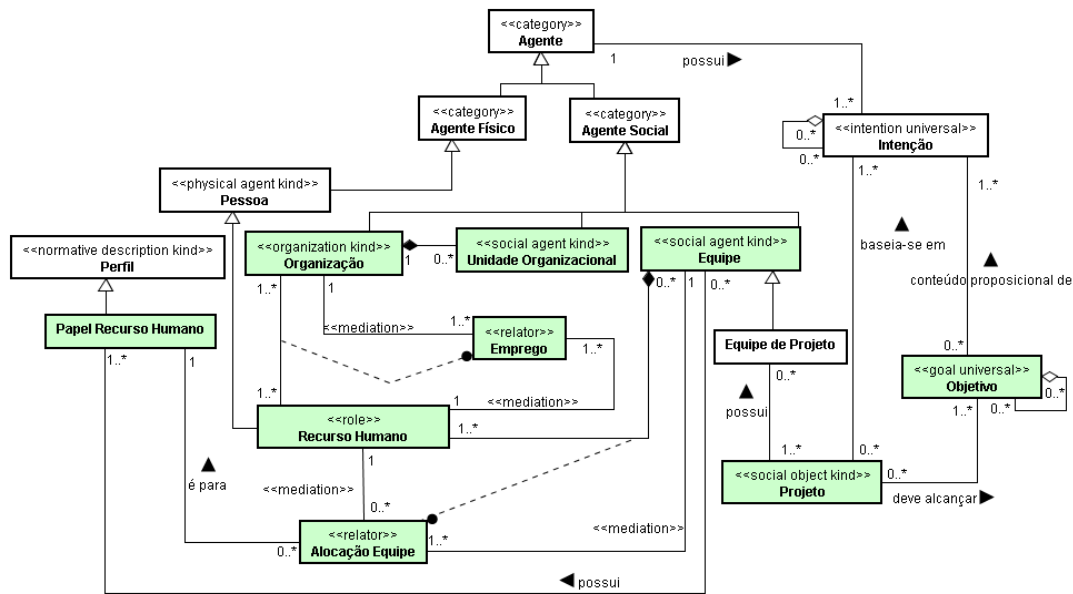 <<category>>
Agente
1
possui ▶
1..*
<<category>>
Agente Físico
<<category>>
Agente Social
0..*
0..*
<<intention universal>>
Intenção
1..*
1..*
<<physical agent kind>>
Pessoa
<<normative description kind>>
Perfil
<<organization kind>>
Organização
1
0..*
<<social agent kind>>
Unidade Organizacional
<<social agent kind>>
Equipe
baseia-se em
conteúdo proposicional de
1..*
1
0..*
1
0..*
Papel Recurso Humano
1..*
1
<<mediation>>
1..*
<<relator>>
Emprego
1..*
Equipe de Projeto
0..*
0..*
<<goal universal>>
Objetivo
0..*
0..*
1..*
possui
1..*
1
<<mediation>>
<<role>>
Recurso Humano
1..*
1..*
0..*
<<social object kind>>
Projeto
0..*
deve alcançar ▶
1
é para
<<mediation>>
0..*
<<relator>>
Alocação Equipe
0..*
1..*
<<mediation>>
◀ possui